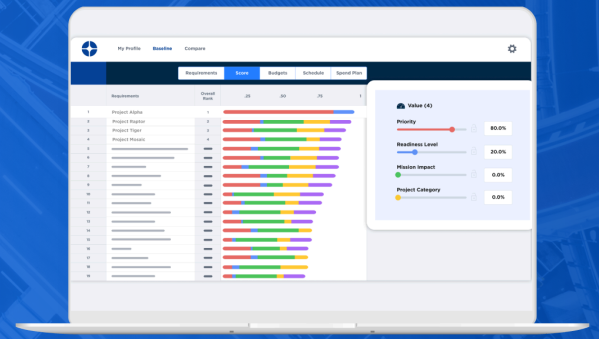 My Profile Baseline Compare
Requirements Score Budgets Schedule Spend Plan
Requirements Overall Rank .25 .50 .75 1
1 Project Alpha 1
2 Project Raptor 2
3 Project Tiger 3
4 Project Mosaic 4
5
6
7
8
9
10
11
12
13
14
15
16
17
18
19
Value (4)
Priority
80.0%
Readiness Level
20.0%
Mission Impact
0.0%
Project Category
0.0%